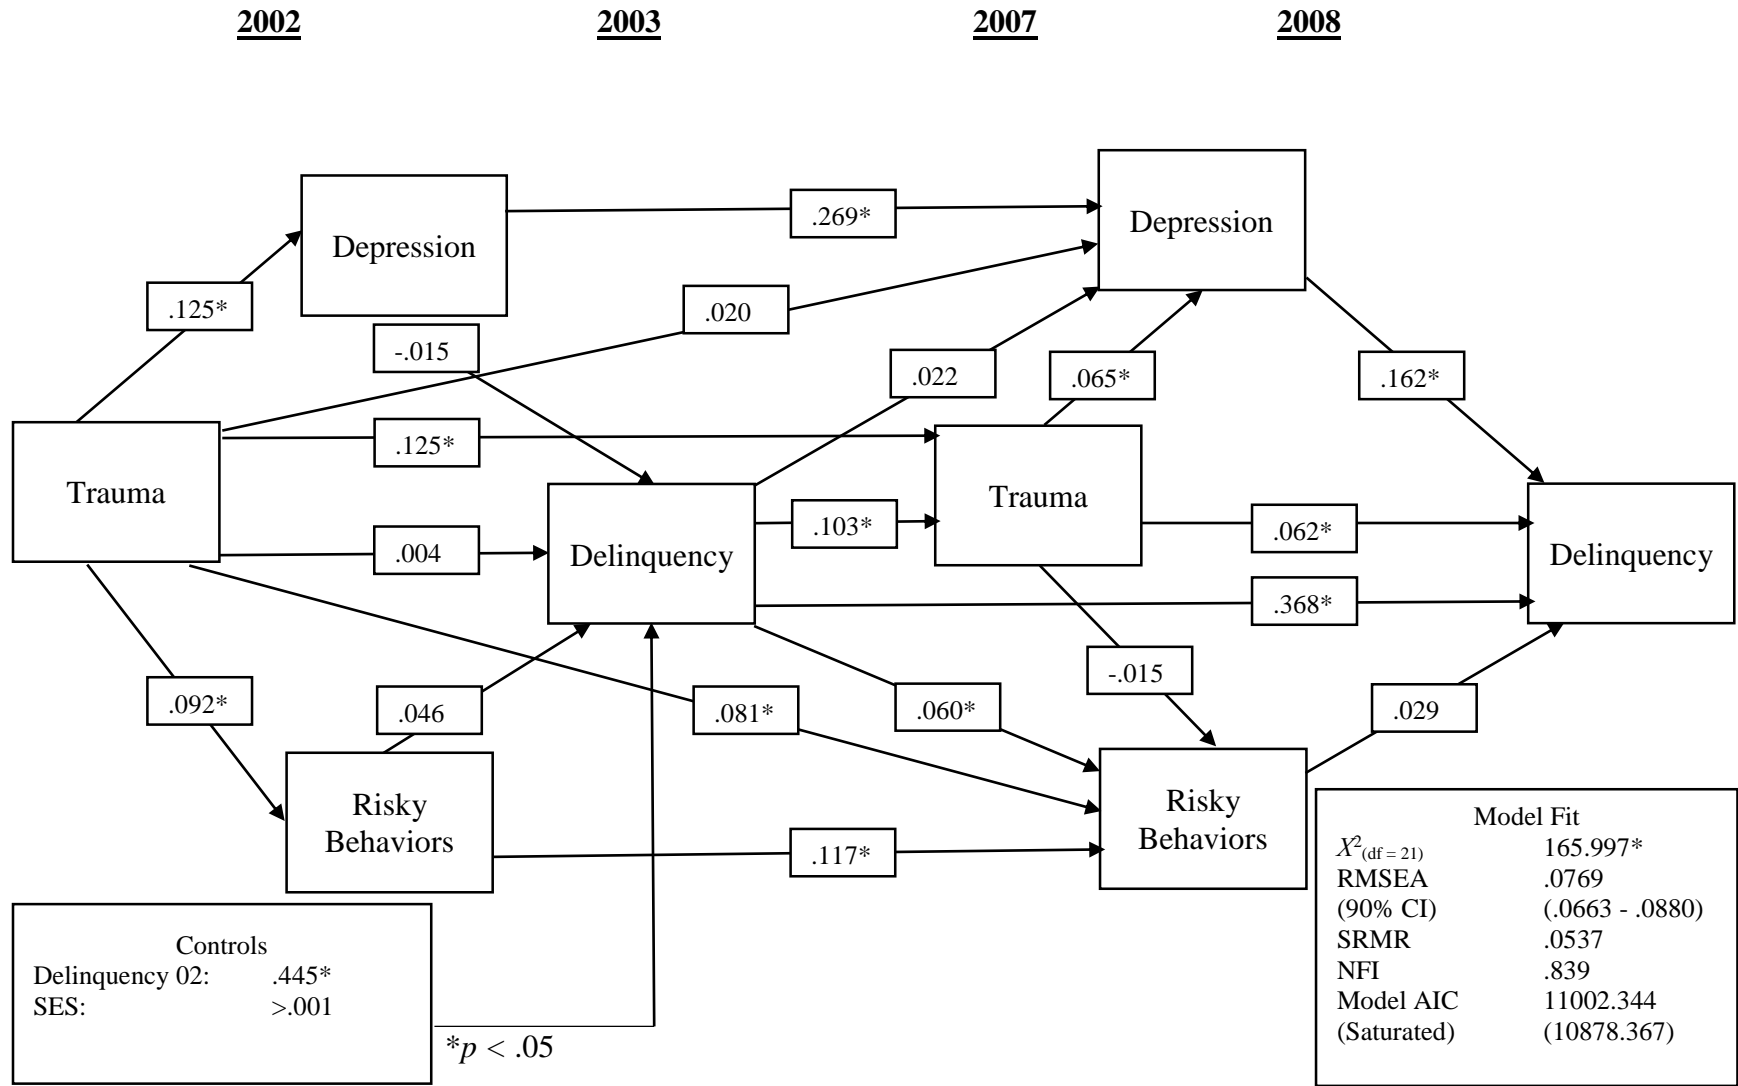 2002 2003 2007 2008
Depression
Depression
.269*
.125*
.020
-.015
.022
.065*
.162*
.125*
Trauma
Trauma
.103*
.062*
.004
Delinquency
Delinquency
.368*
-.015
.092*
.046
.081*
.060*
.029
Risky
Behaviors
Risky
Behaviors
.117*
Controls
Delinquency 02: .445*
SES: >.001
*p < .05
Model Fit
X²(df = 21) 165.997*
RMSEA .0769
(90% CI) (.0663 - .0880)
SRMR .0537
NFI .839
Model AIC 11002.344
(Saturated) (10878.367)